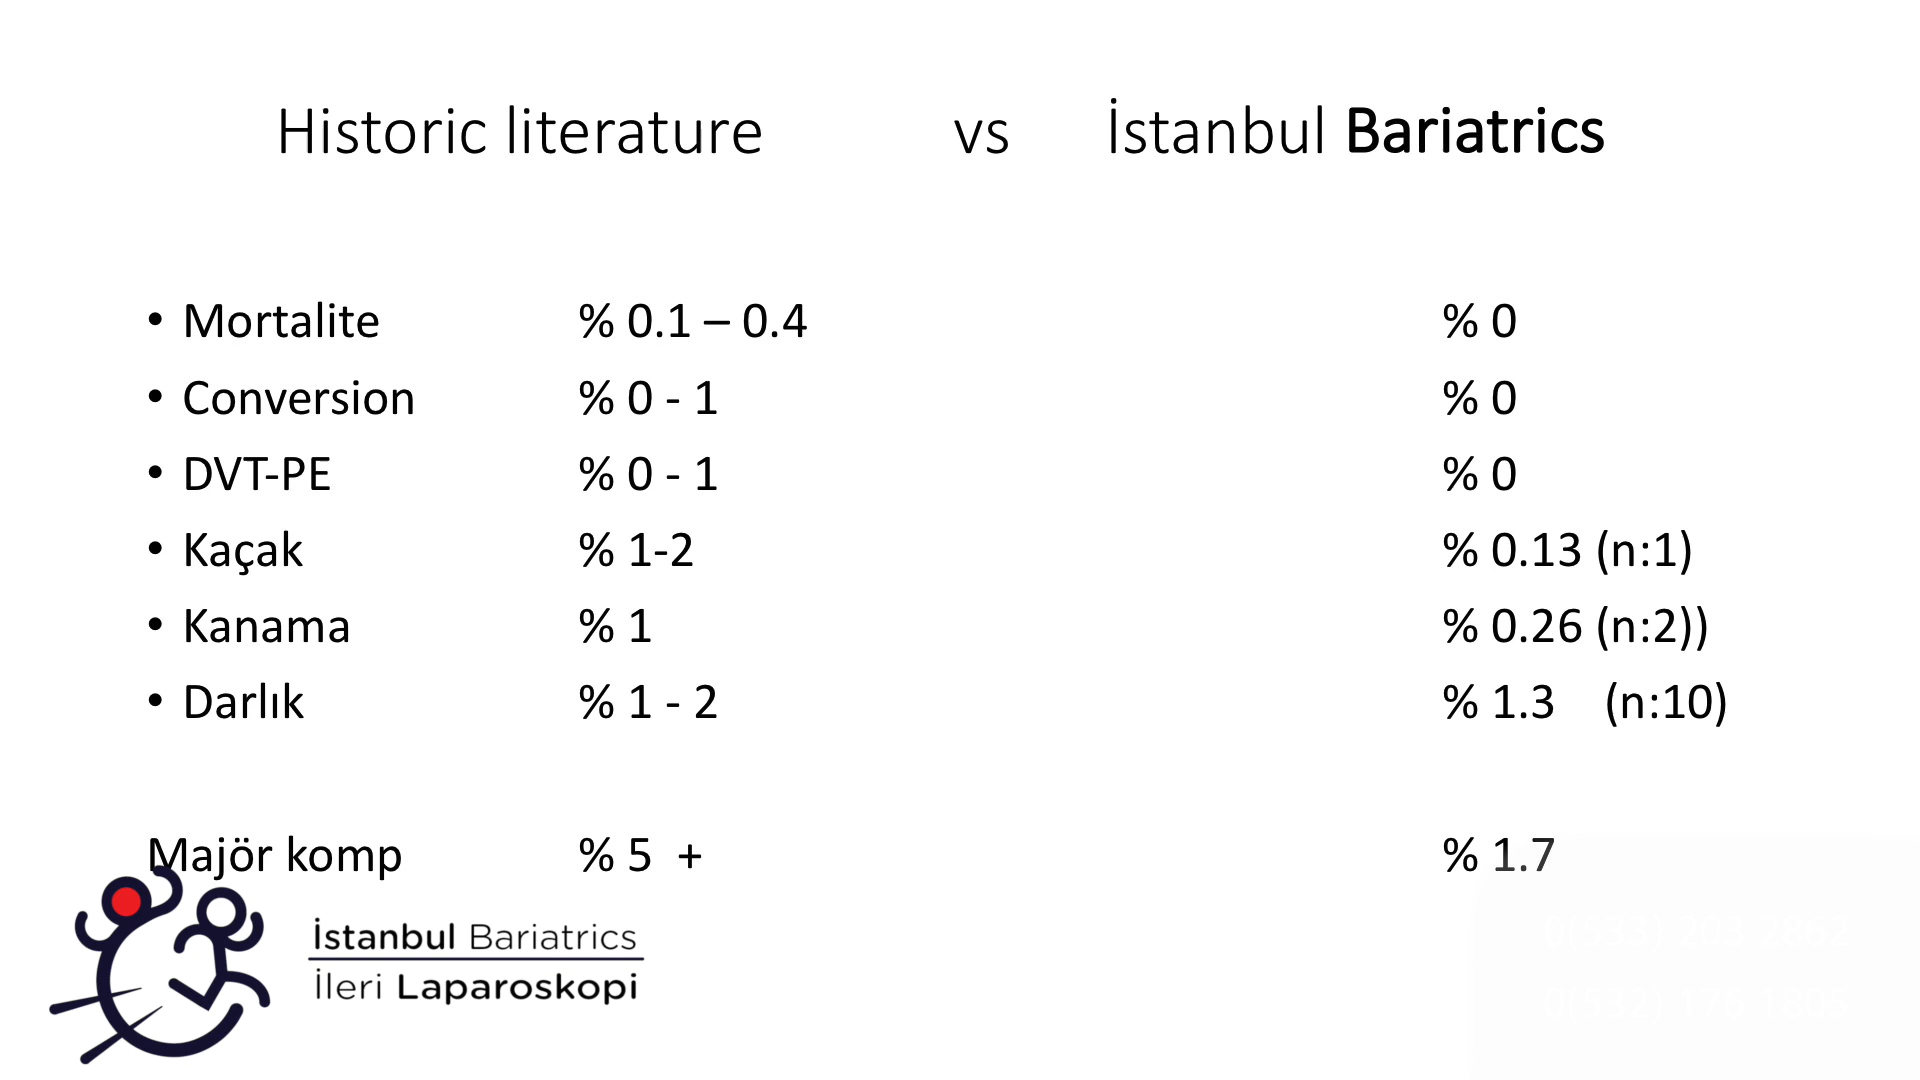 Historic literature vs İstanbul Bariatrics
• Mortalite % 0.1 – 0.4 % 0
• Conversion % 0 - 1 % 0
• DVT-PE % 0 - 1 % 0
• Kaçak % 1-2 % 0.13 (n:1)
• Kanama % 1 % 0.26 (n:2))
• Darlık % 1 - 2 % 1.3 (n:10)
Majör komp % 5 + % 1.7
İstanbul Bariatrics
İleri Laparoskopi